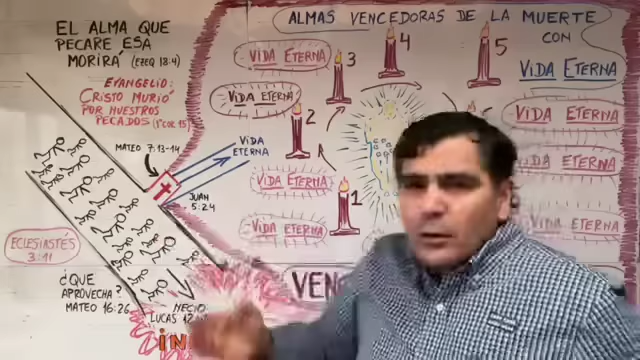 EL ALMA QUE
PECARE ESA
MORIRÁ (EZEQ 18:4)
EVANGELIO:
CRISTO MURIÓ
POR NUESTROS
PECADOS (1ªCOR 15)
MATEO 7:13-14
VIDA
ETERNA
JUAN
5:24
ECLESIASTÉS
3:11
¿QUE
APROVECHA?
MATEO 16:26
NECIO
LUCAS
ALMAS VENCEDORAS DE LA MUERTE
CON
VIDA ETERNA
VIDA ETERNA
VIDA ETERNA
VIDA ETERNA
VIDA ETERNA
1
2
3
4
5
VIDA ETERNA
VIDA ETERNA
VIDA ETERNA